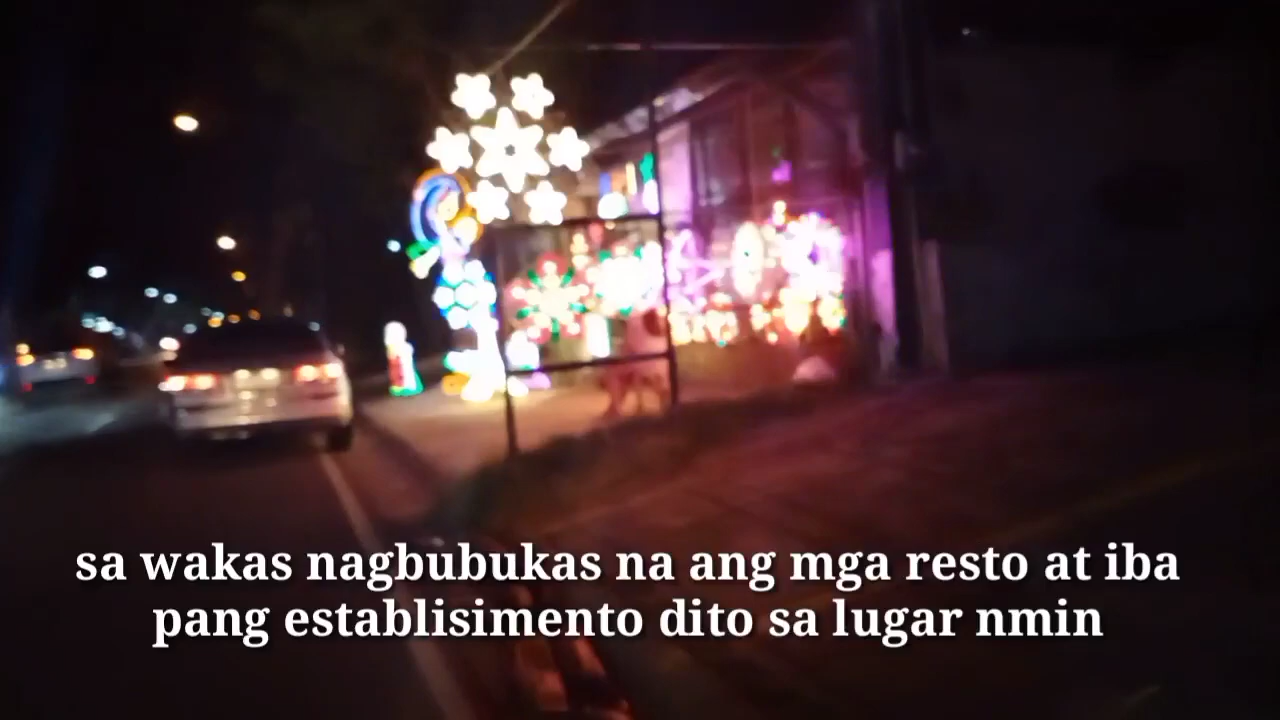 sa wakas nagbubukas na ang mga resto at iba
pang establisimento dito sa lugar nmin